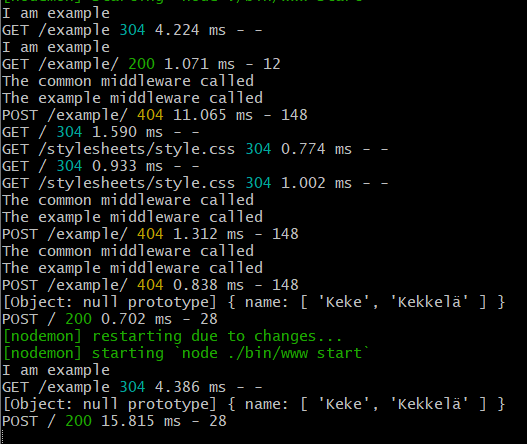 I am example
GET /example 304 4.224 ms - -
I am example
GET /example/ 200 1.071 ms - 12
The common middleware called
The example middleware called
POST /example/ 404 11.065 ms - 148
GET / 304 1.590 ms - -
GET /stylesheets/style.css 304 0.774 ms - -
GET / 304 0.933 ms - -
GET /stylesheets/style.css 304 1.002 ms - -
The common middleware called
The example middleware called
POST /example/ 404 1.312 ms - 148
The common middleware called
The example middleware called
POST /example/ 404 0.838 ms - 148
[Object: null prototype] { name: [ 'Keke', 'Kekkelä' ] }
POST / 200 0.702 ms - 28
[nodemon] restarting due to changes...
[nodemon] starting `node ./bin/www start`
I am example
GET /example 304 4.386 ms - -
[Object: null prototype] { name: [ 'Keke', 'Kekkelä' ] }
POST / 200 15.815 ms - 28